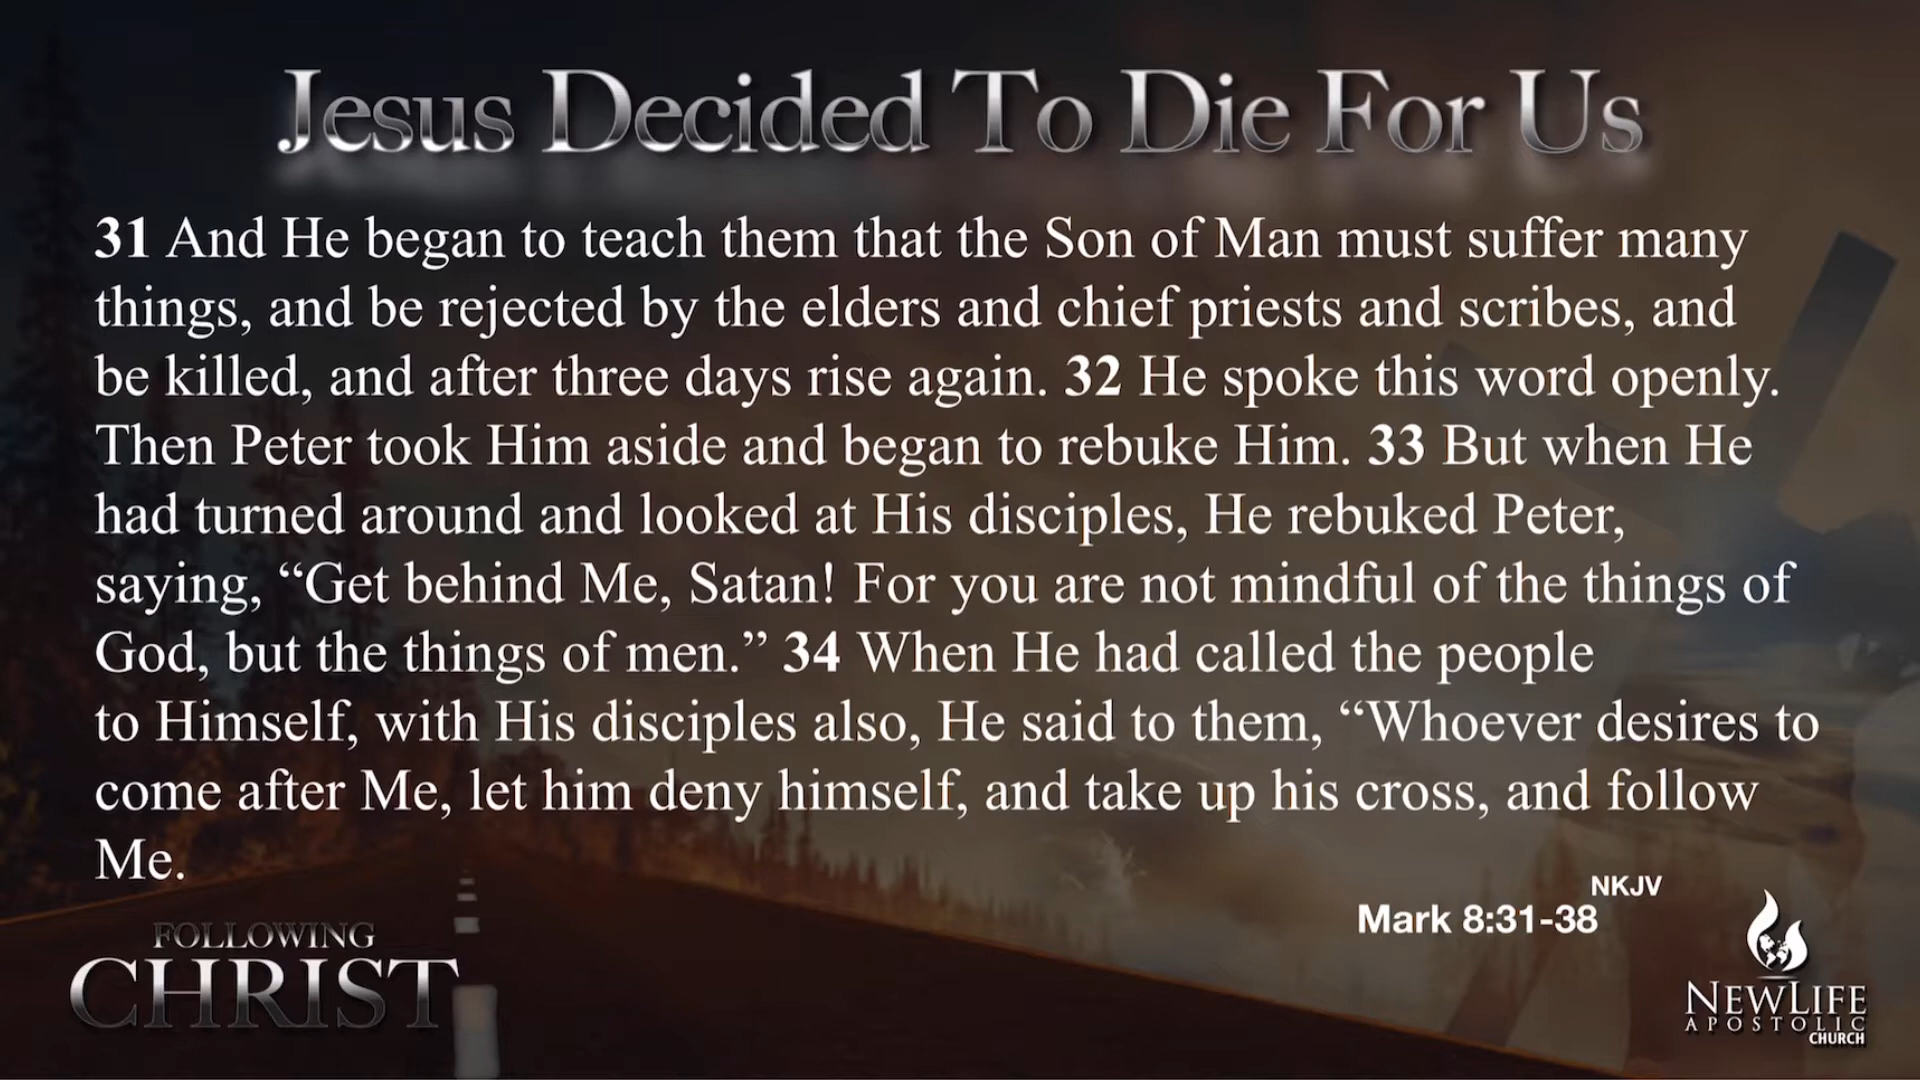 Jesus Decided To Die For Us
31 And He began to teach them that the Son of Man must suffer many
things, and be rejected by the elders and chief priests and scribes, and
be killed, and after three days rise again. 32 He spoke this word openly.
Then Peter took Him aside and began to rebuke Him. 33 But when He
had turned around and looked at His disciples, He rebuked Peter,
saying, “Get behind Me, Satan! For you are not mindful of the things of
God, but the things of men.” 34 When He had called the people
to Himself, with His disciples also, He said to them, “Whoever desires to
come after Me, let him deny himself, and take up his cross, and follow
Me.
NKJV
Mark 8:31-38
FOLLOWING
CHRIST
NEWLIFE
APOSTOLIC
CHURCH